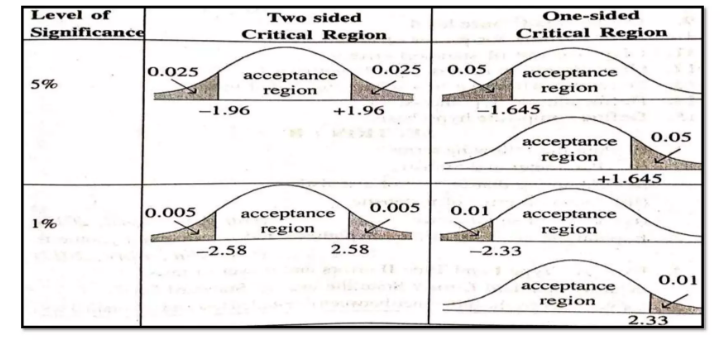 Level of
Significance
Two sided
Critical Region
One-sided
Critical Region
5%
0.025
acceptance
region
0.025
−1.96
+1.96
0.05
acceptance
region
−1.645
acceptance
region
0.05
+1.645
1%
0.005
acceptance
region
0.005
−2.58
2.58
0.01
acceptance
region
−2.33
acceptance
region
0.01
2.33